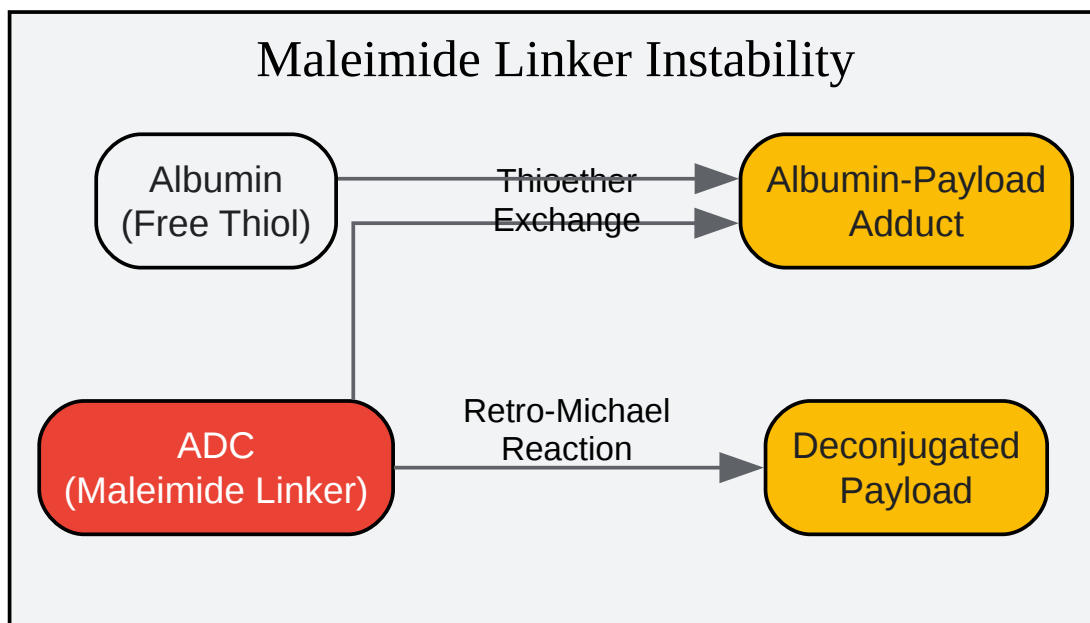 Maleimide Linker Instability
Albumin
(Free Thiol)
Thioether
Exchange
Albumin-Payload
Adduct
ADC
(Maleimide Linker)
Retro-Michael
Reaction
Deconjugated
Payload